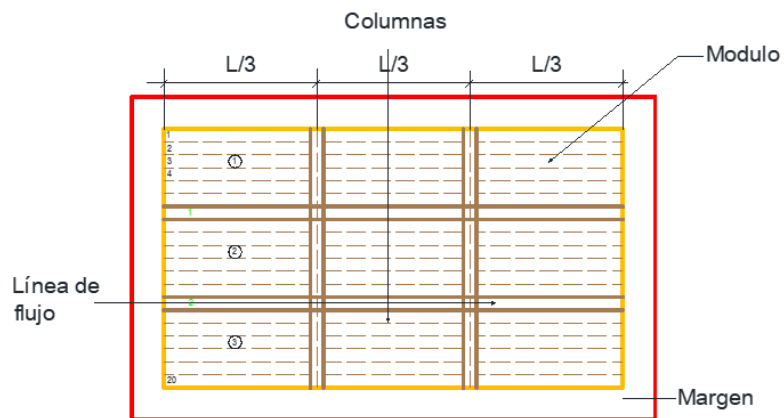 Columnas
L/3 L/3 L/3
Modulo
1
2
3 1
4
1
2
Línea de
flujo
2
3
20
Margen